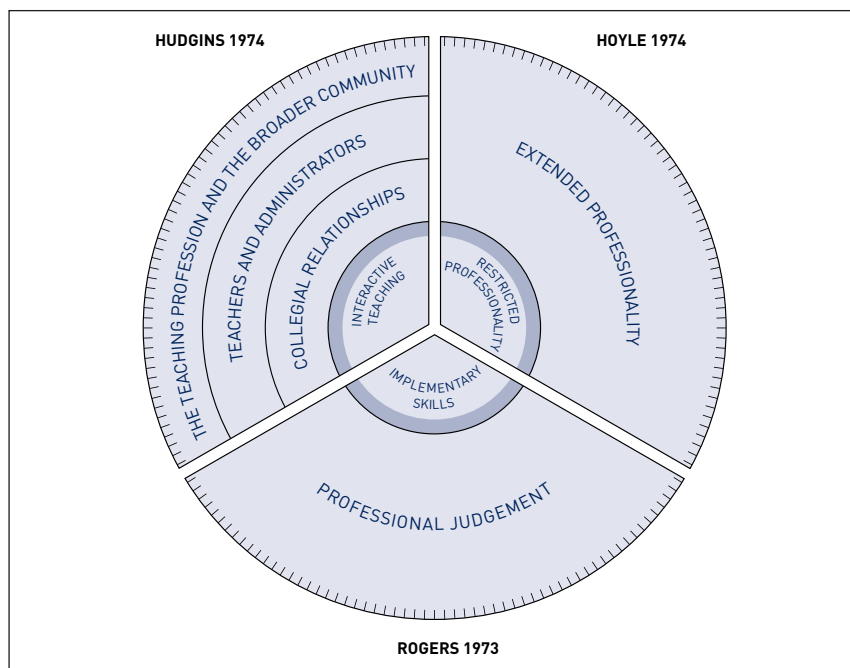 HUDGINS 1974
HOYLE 1974
THE TEACHING PROFESSION AND THE BROADER COMMUNITY
TEACHERS AND ADMINISTRATORS
COLLEGIAL RELATIONSHIPS
INTERACTIVE
TEACHING
EXTENDED PROFESSIONALITY
RESTRICTED
PROFESSIONALITY
IMPLEMENTARY
SKILLS
PROFESSIONAL JUDGEMENT
ROGERS 1973